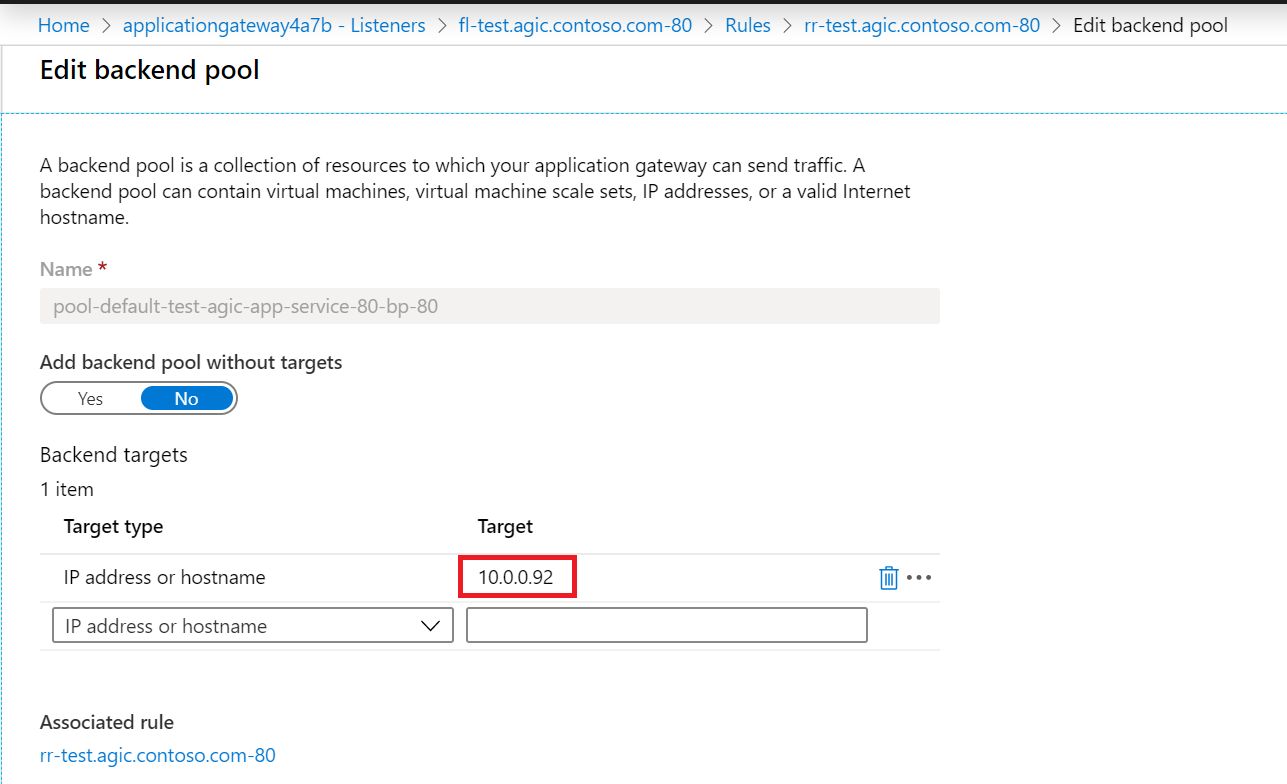 Home > applicationgateway4a7b - Listeners > fl-test.agic.contoso.com-80 > Rules > rr-test.agic.contoso.com-80 > Edit backend pool
Edit backend pool
A backend pool is a collection of resources to which your application gateway can send traffic. A
backend pool can contain virtual machines, virtual machine scale sets, IP addresses, or a valid Internet
hostname.
Name *
pool-default-test-agic-app-service-80-bp-80
Add backend pool without targets
Yes No
Backend targets
1 item
Target type Target
IP address or hostname 10.0.0.92
IP address or hostname
Associated rule
rr-test.agic.contoso.com-80